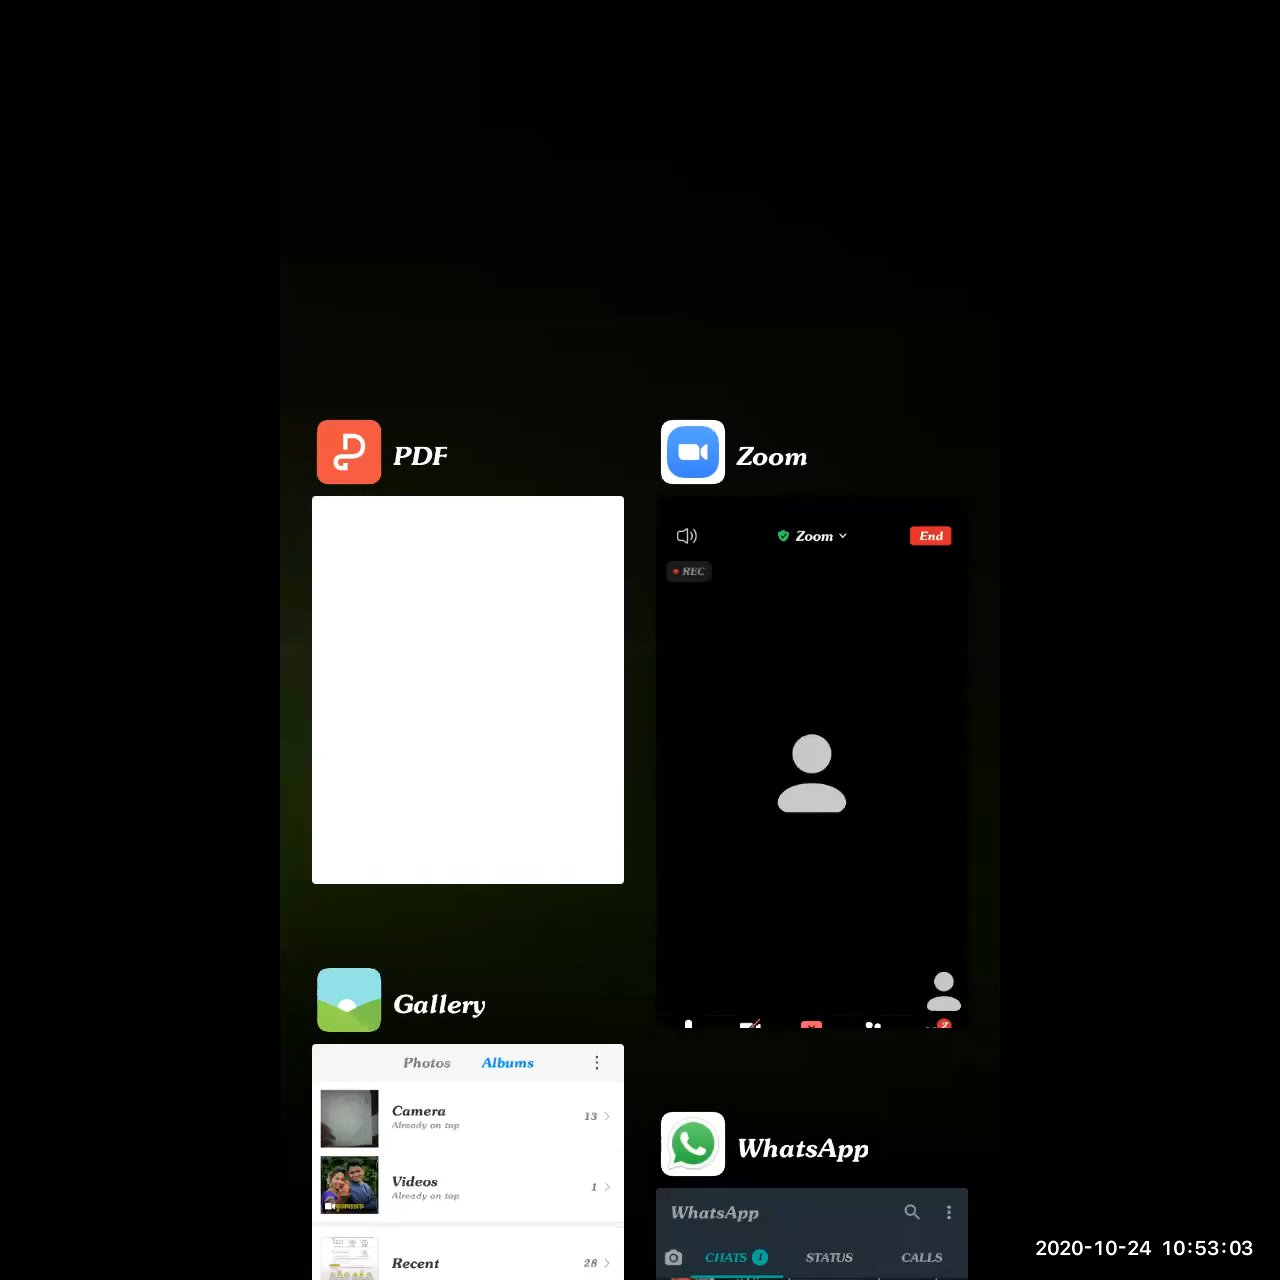 PDF
Zoom
Zoom
End
REC
Gallery
Photos
Albums
Camera
Already on top
13
Videos
Already on top
1
Recent
28
WhatsApp
WhatsApp
CHATS 1
STATUS
CALLS
2020-10-24 10:53:03